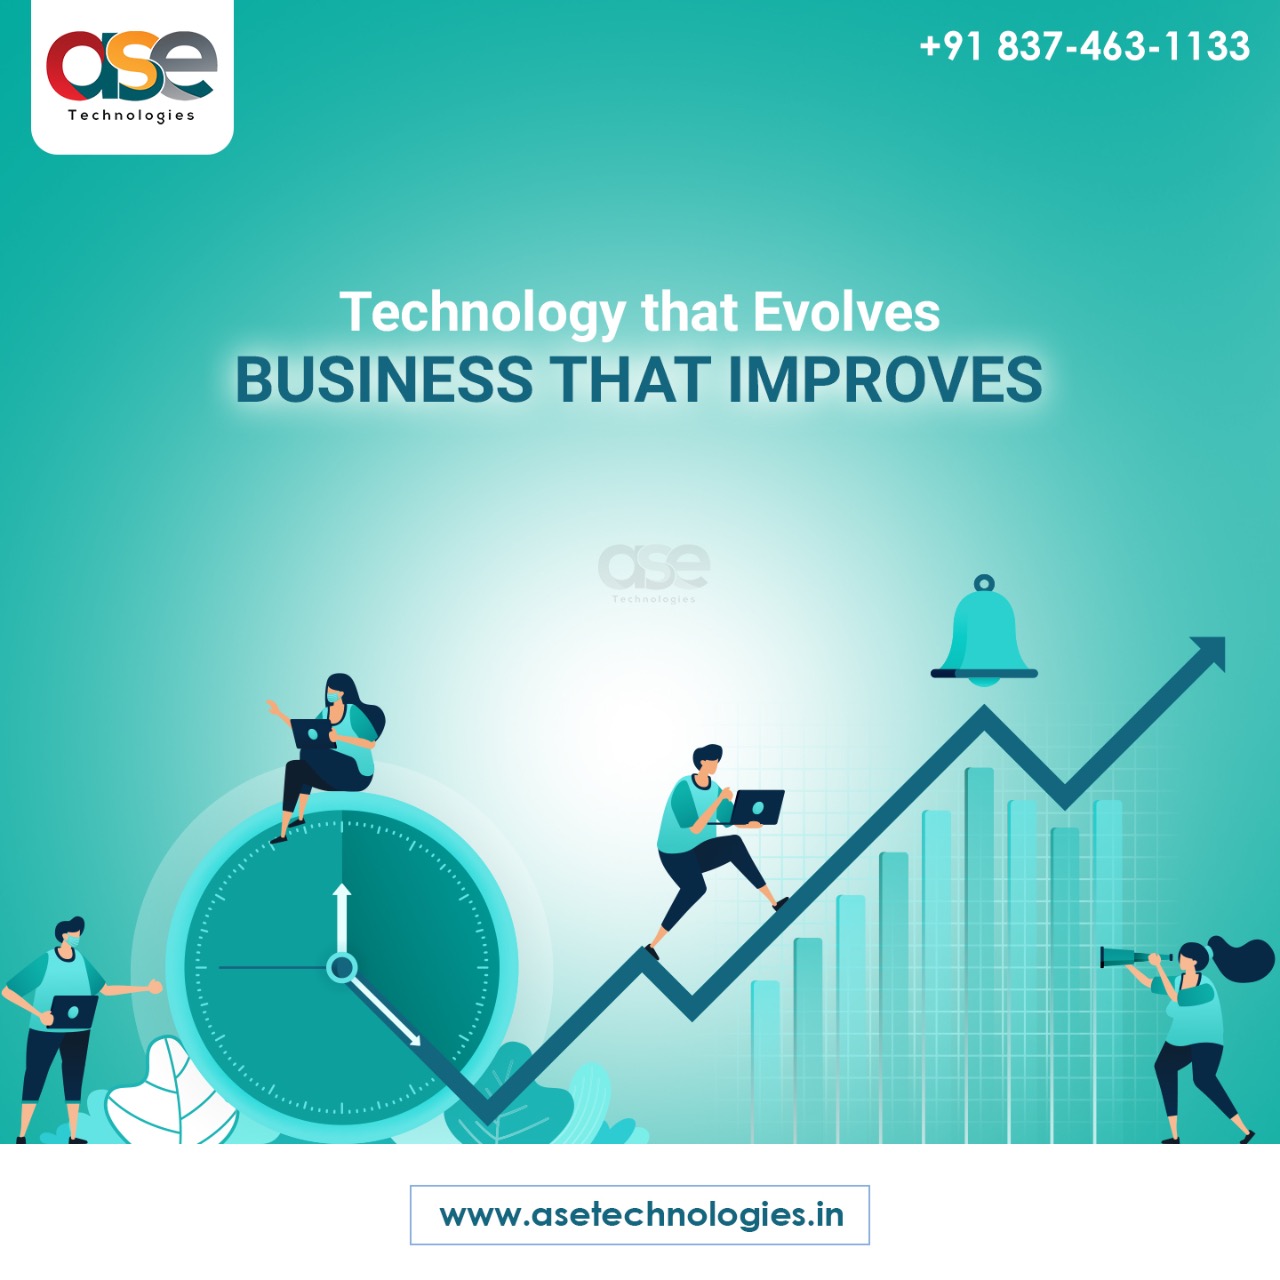 ase
Technologies
+91 837-463-1133
Technology that Evolves
BUSINESS THAT IMPROVES
ase
Technologies
www.asetechnologies.in